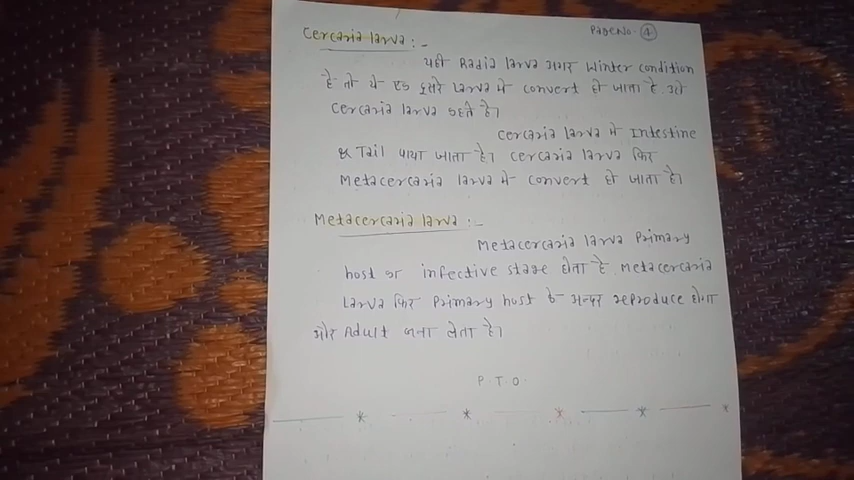 Page No. 4
Cercaria larva :-
यही Radia larva अगर Winter condition
है तो ये एक दूसरे Larva मे convert हो जाता है उसे
Cercaria larva कहते है।
Cercaria larva मे Intestine
& Tail पाया जाता है। Cercaria larva फिर
Metacercaria larva मे convert हो जाता है।
Metacercaria larva :-
Metacercaria larva Primary
host or infective stage होता है. Metacercaria
Larva फिर Primary host के अन्दर reproduce होगा
और Adult बना लेता है।
P.T.O.